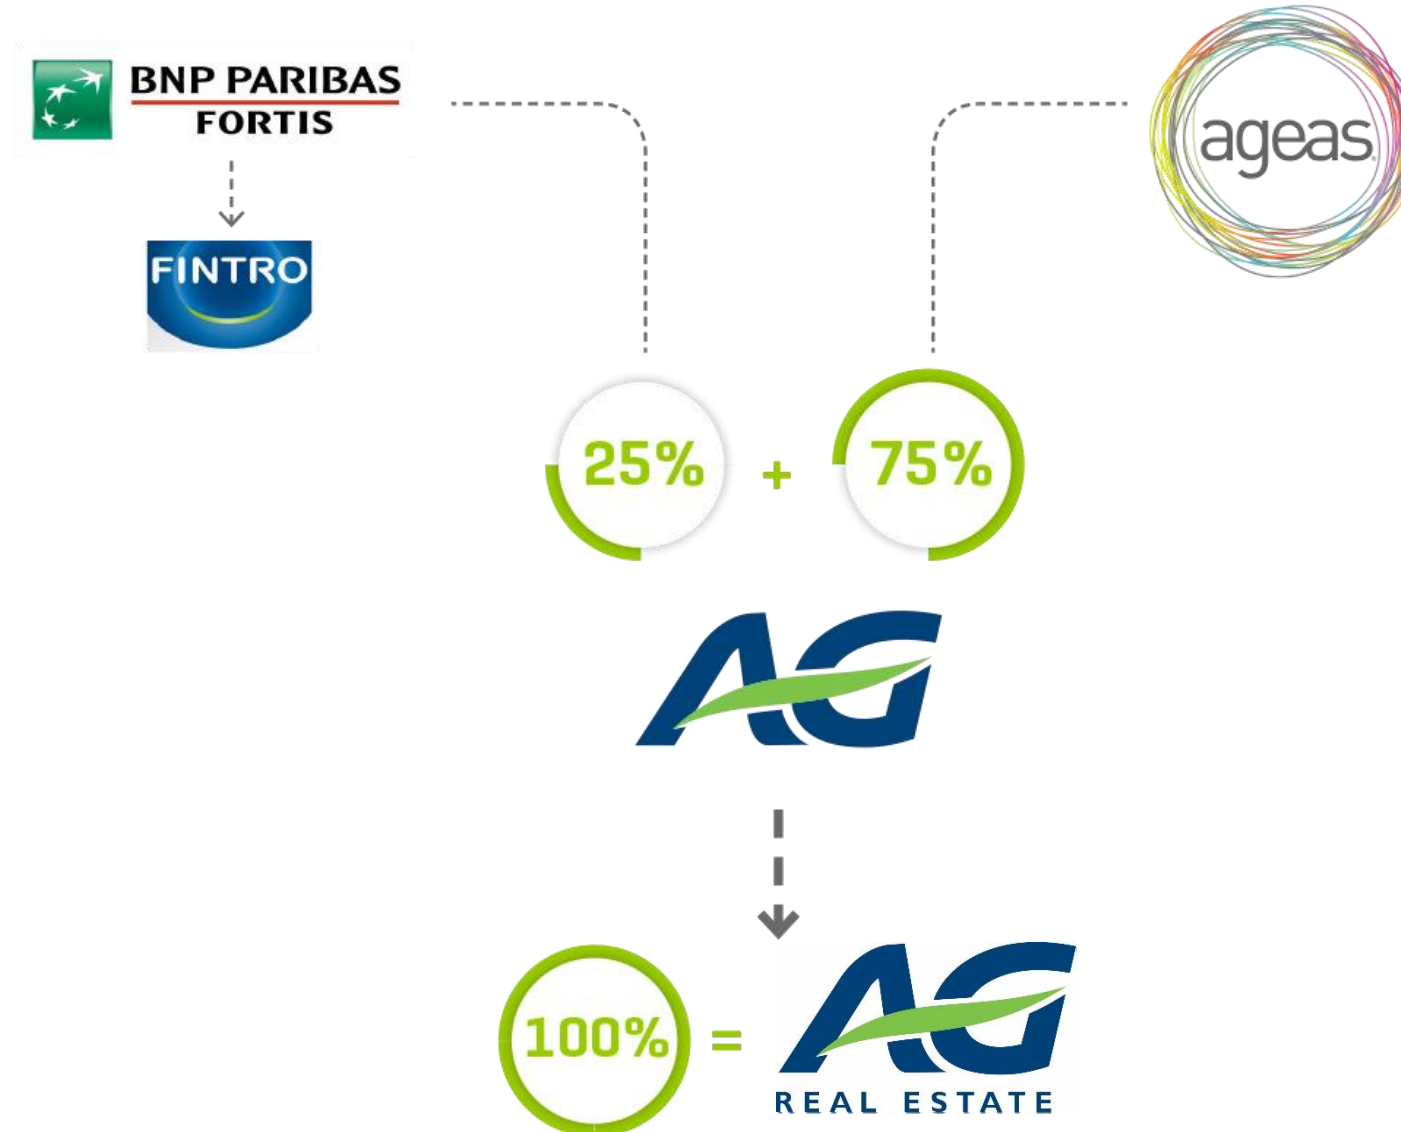 BNP PARIBAS
FORTIS
ageas
FINTRO
25% + 75%
AG
100% = AG
REAL ESTATE